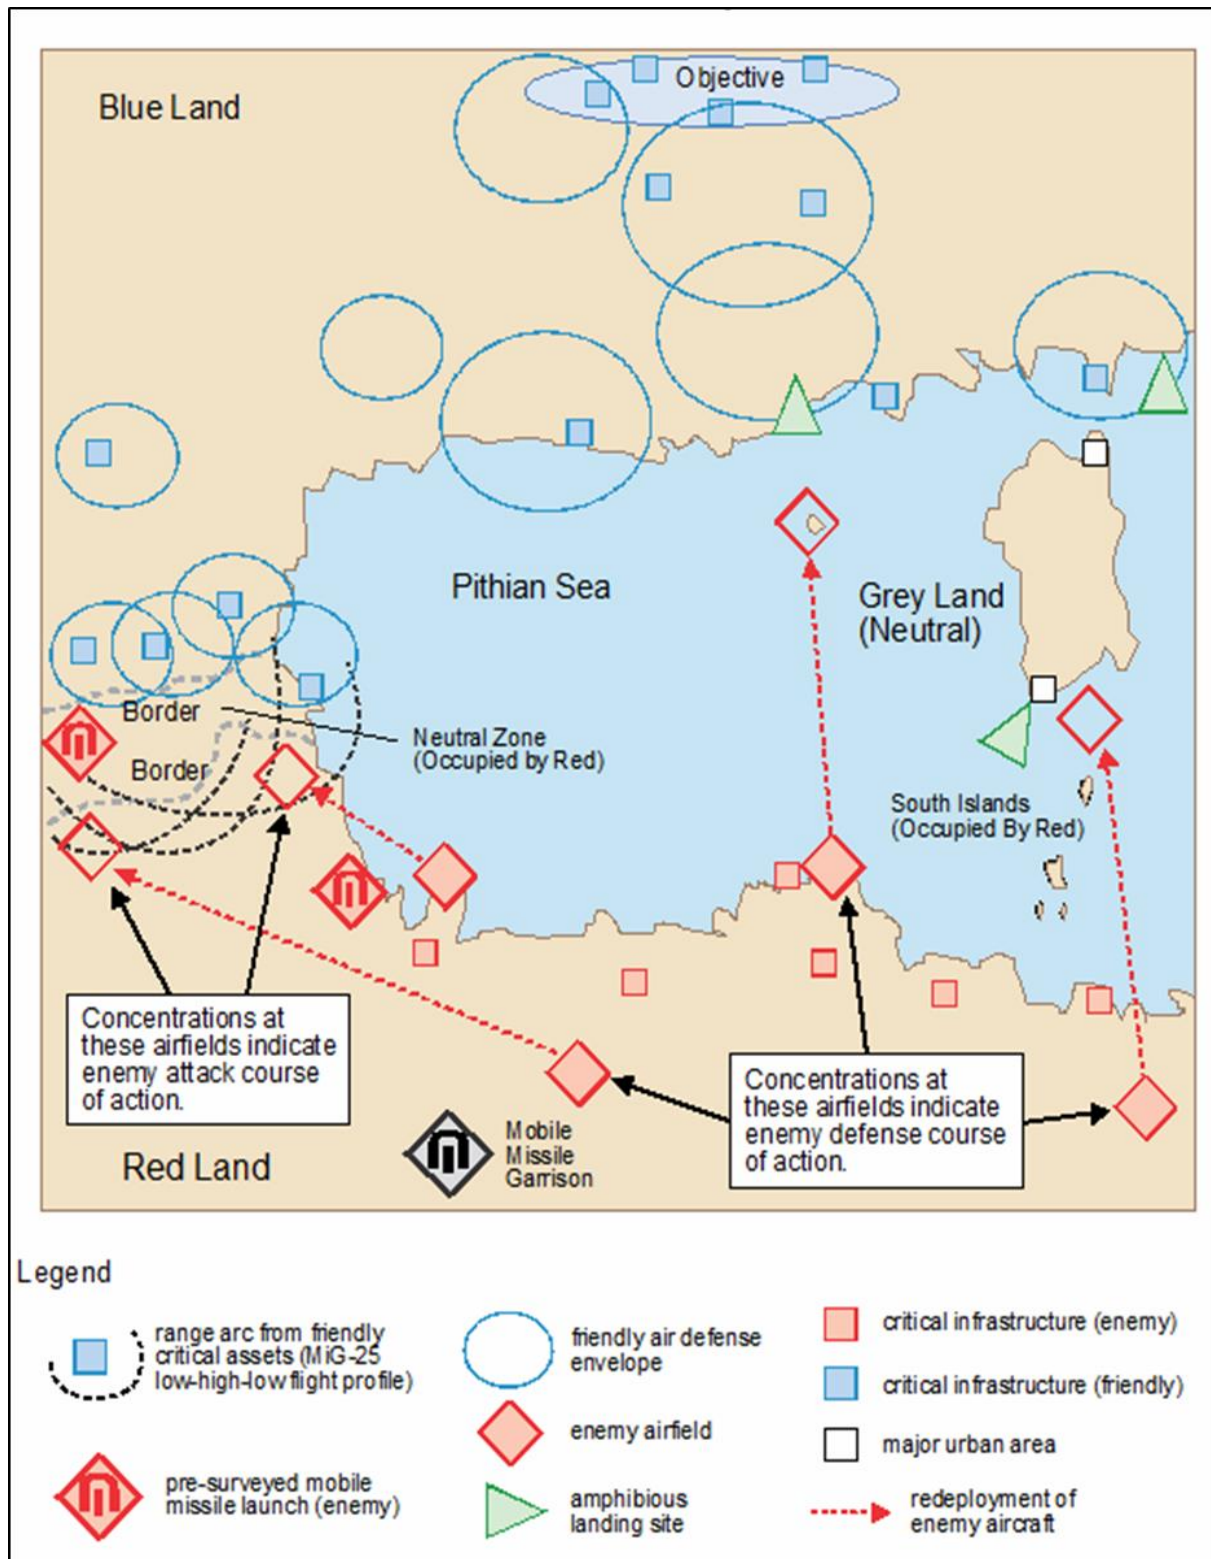 Objective
Blue Land
Pithian Sea
Grey Land
(Neutral)
Border
Neutral Zone
(Occupied by Red)
Border
South Islands
(Occupied By Red)
Concentrations at
these airfields indicate
enemy attack course
of action.
Concentrations at
these airfields indicate
enemy defense course
of action.
Mobile
Missile
Garrison
Red Land
Legend
range arc from friendly
critical assets (MiG-25
low-high-low flight profile)
friendly air defense
envelope
critical infrastructure (enemy)
critical infrastructure (friendly)
enemy airfield
major urban area
pre-surveyed mobile
missile launch (enemy)
amphibious
landing site
redeployment of
enemy aircraft